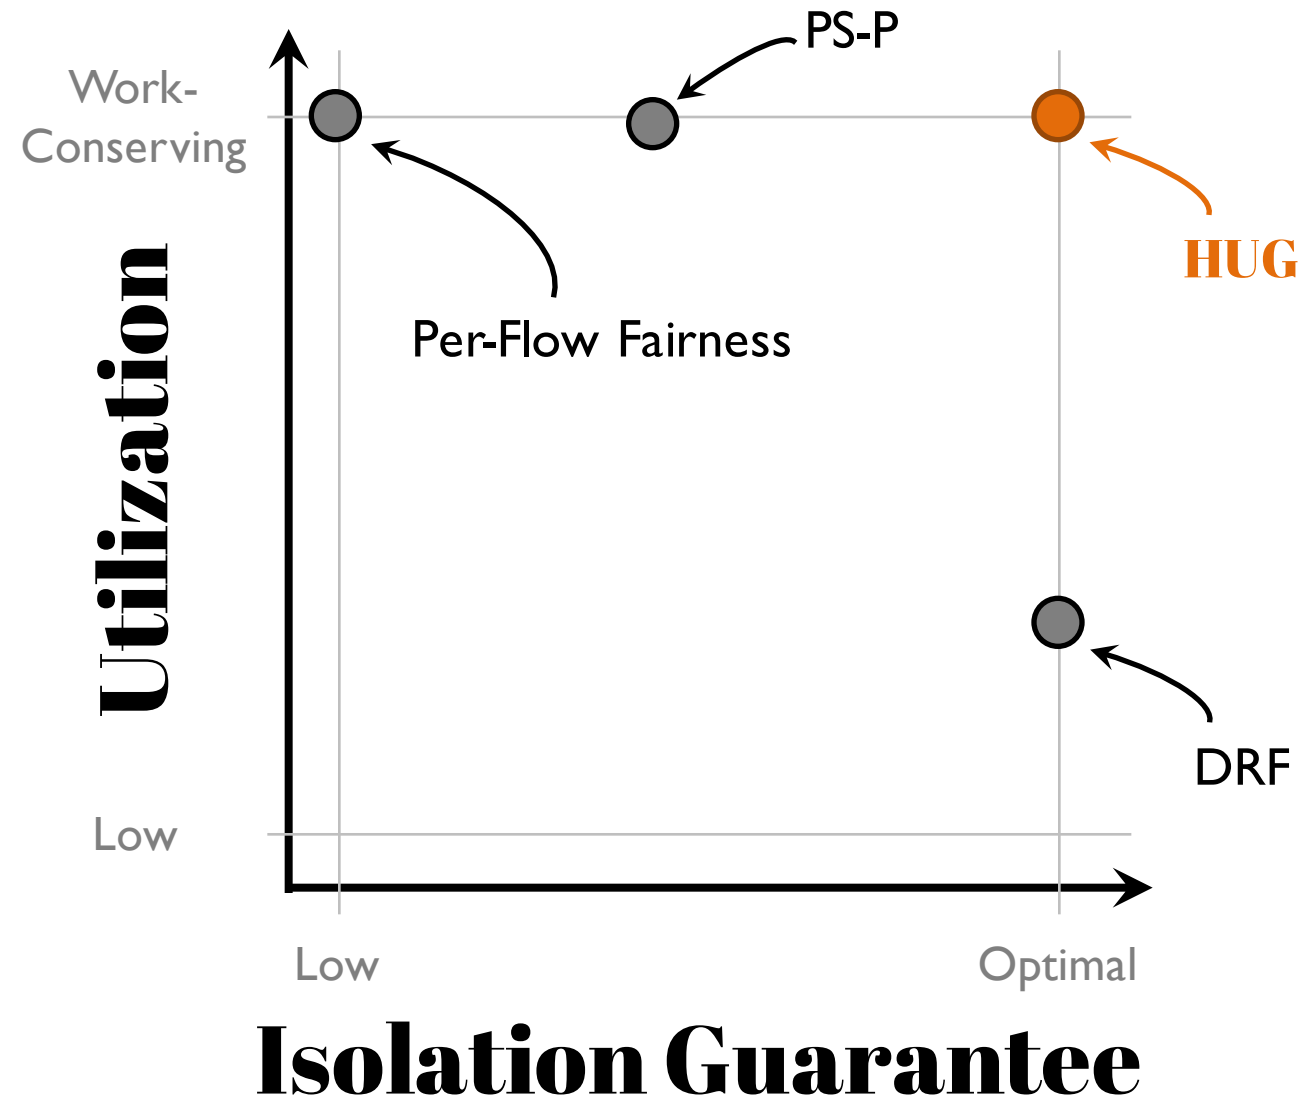 PS-P
Work-
Conserving
HUG
Per-Flow Fairness
Utilization
DRF
Low
Low
Optimal
Isolation Guarantee